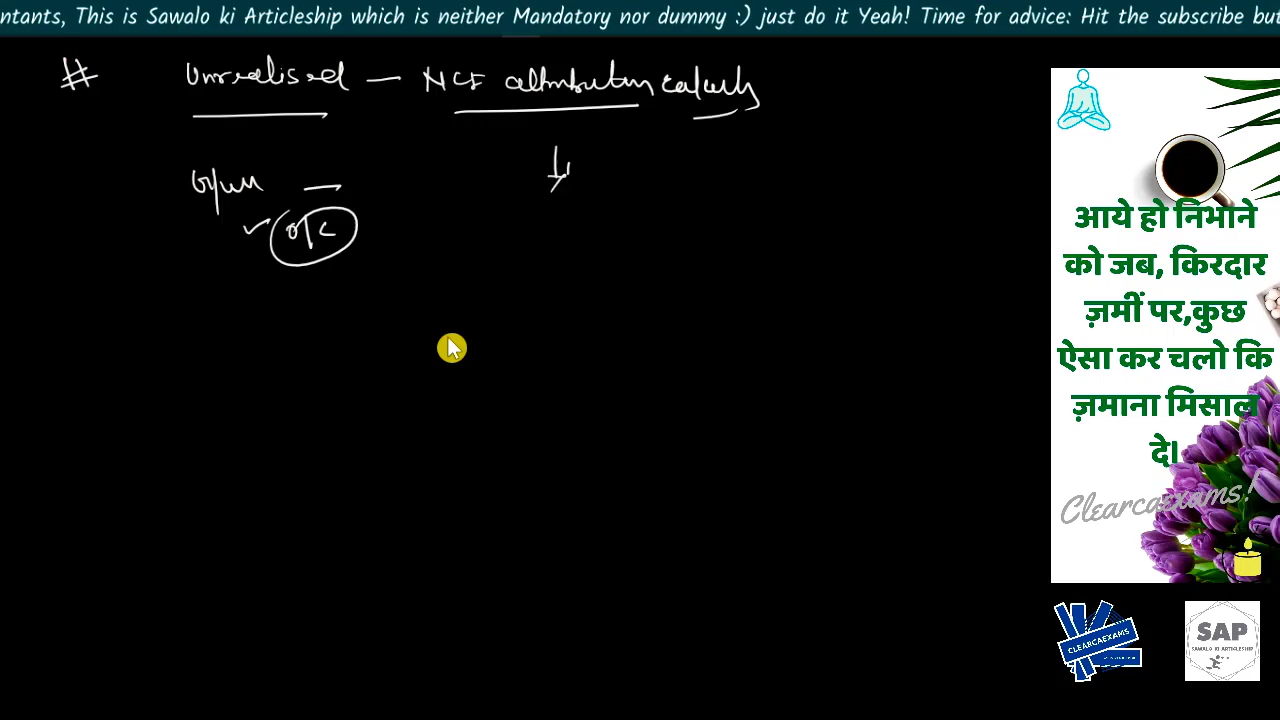 ntants, This is Sawalo ki Articleship which is neither Mandatory nor dummy :) just do it Yeah! Time for advice: Hit the subscribe but
# Unrealised — NCI attribution
O/C
आये हो निभाने
को जब, किरदार
ज़मीं पर,कुछ
ऐसा कर चलो कि
ज़माना मिसाल
दे।
Clearcaexams!
CLEARCAEXAMS
SAP
SAWALO KI ARTICLESHIP